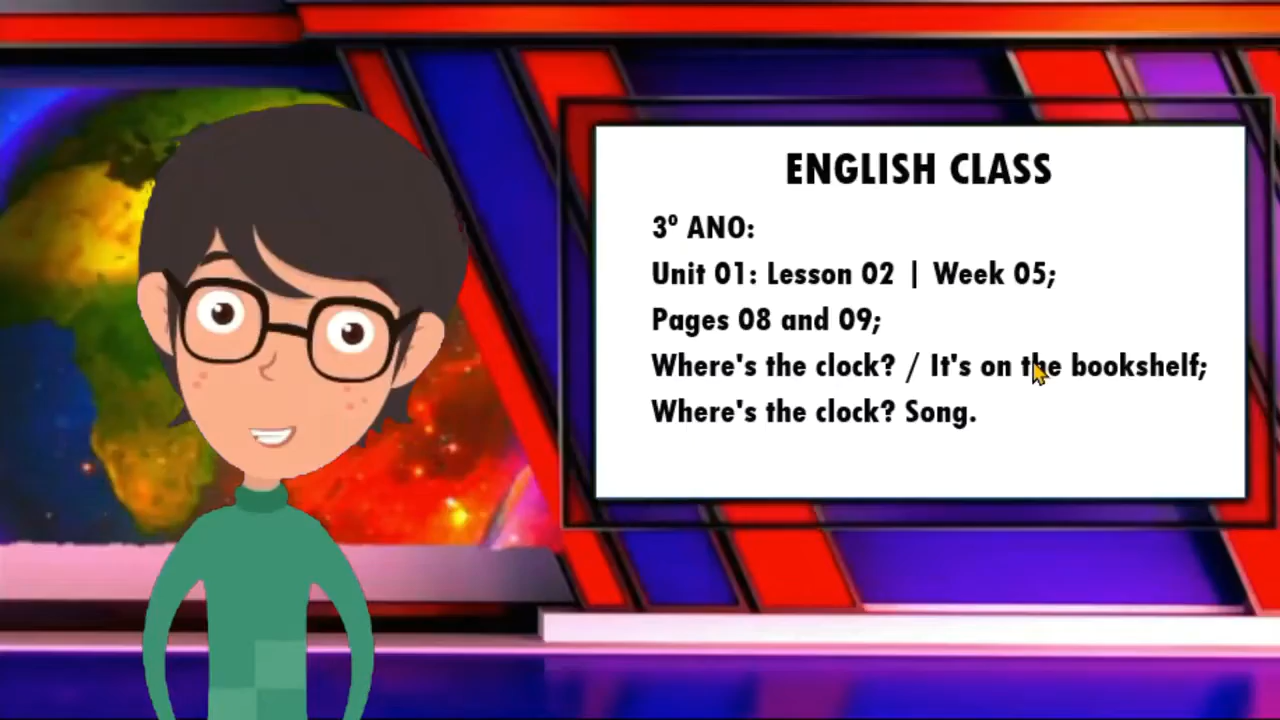 ENGLISH CLASS
3º ANO:
Unit 01: Lesson 02 | Week 05;
Pages 08 and 09;
Where's the clock? / It's on the bookshelf;
Where's the clock? Song.